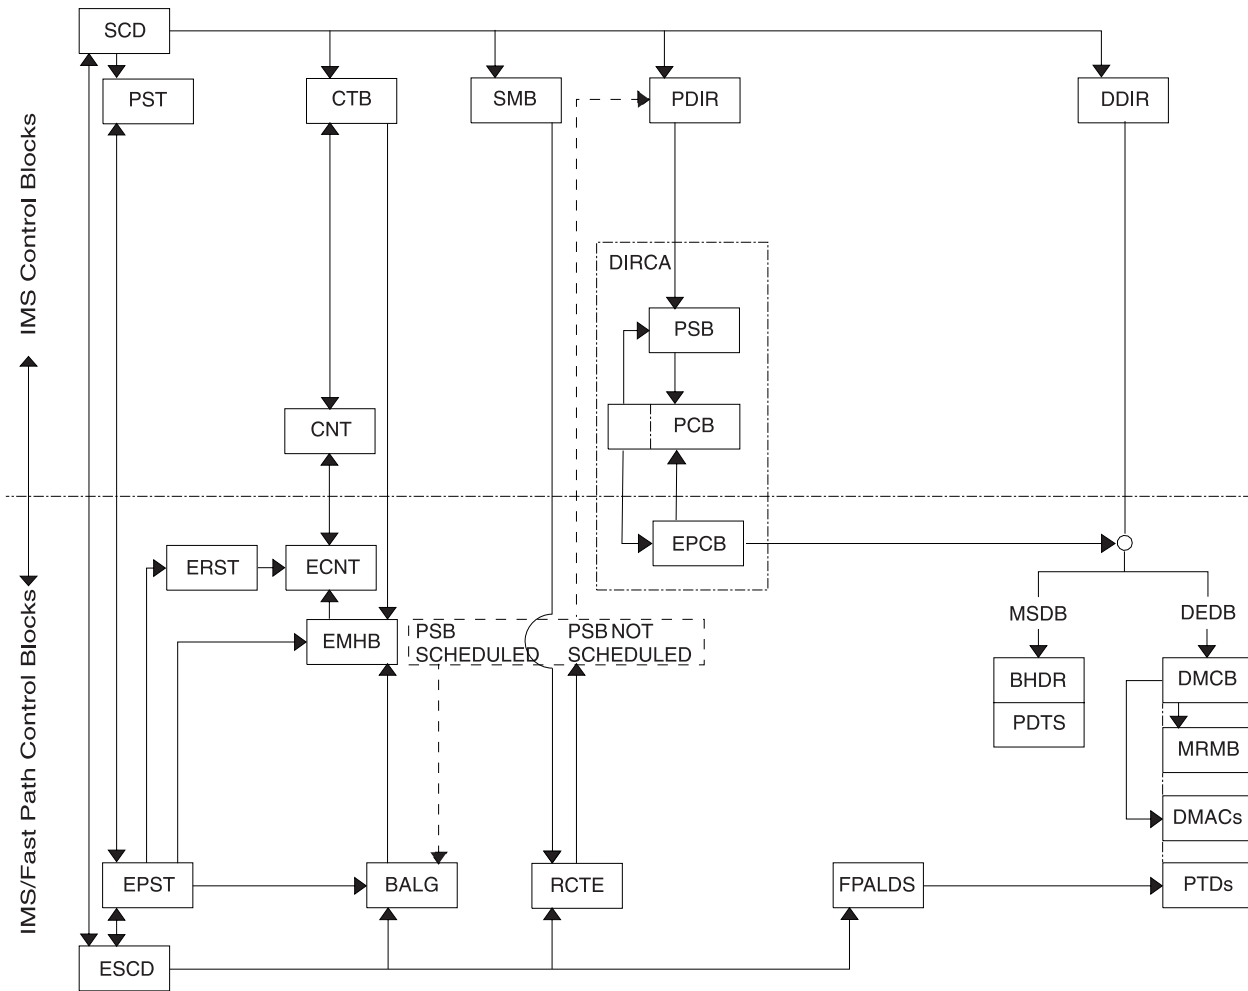 SCD
PST
CTB
SMB
PDIR
DDIR
IMS Control Blocks
DIRCA
PSB
PCB
CNT
EPCB
ERST
ECNT
IMS/Fast Path Control Blocks
EMHB
PSB
SCHEDULED
PSB NOT
SCHEDULED
MSDB
DEDB
BHDR
PDTS
DMCB
MRMB
DMACs
EPST
BALG
RCTE
FPALDS
PTDs
ESCD